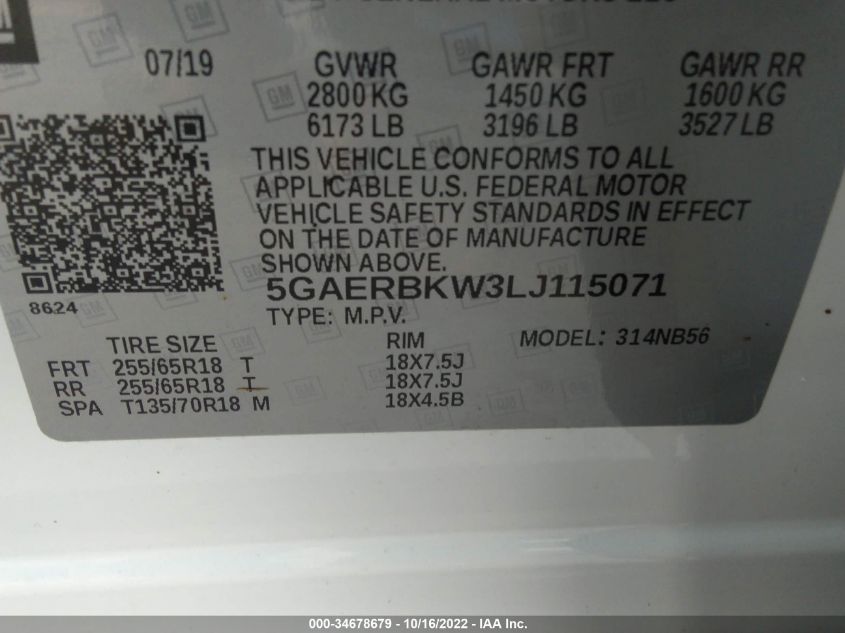 07/19 GVWR GAWR FRT GAWR RR
2800 KG 1450 KG 1600 KG
6173 LB 3196 LB 3527 LB
THIS VEHICLE CONFORMS TO ALL
APPLICABLE U.S. FEDERAL MOTOR
VEHICLE SAFETY STANDARDS IN EFFECT
ON THE DATE OF MANUFACTURE
SHOWN ABOVE.
5GAERBKW3LJ115071
8624
TYPE: M.P.V.
TIRE SIZE RIM MODEL: 314NB56
FRT 255/65R18 T 18X7.5J
RR 255/65R18 T 18X7.5J
SPA T135/70R18 M 18X4.5B
000-34678679 - 10/16/2022 - IAA Inc.